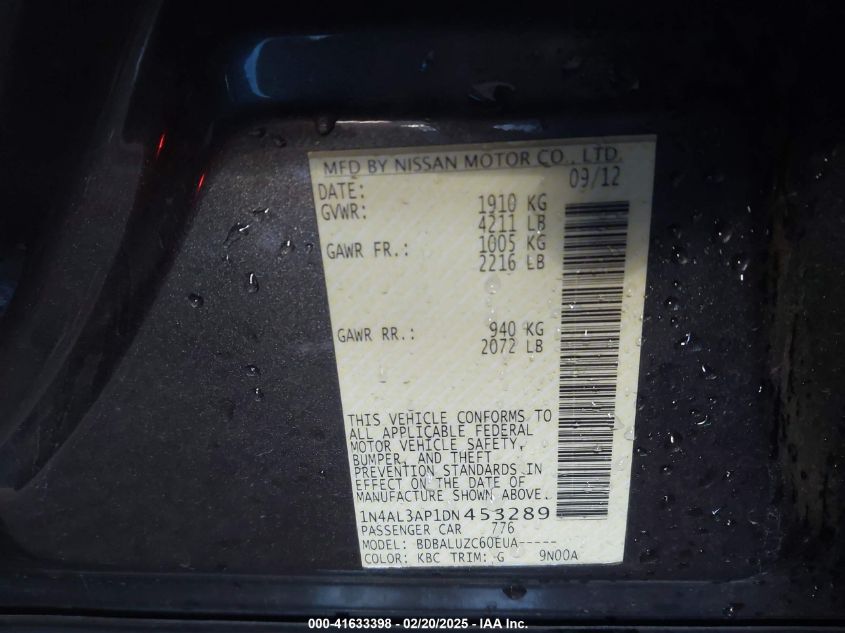 MFD BY NISSAN MOTOR CO., LTD.
DATE: 09/12
GVWR: 1910 KG
4211 LB
GAWR FR.: 1005 KG
2216 LB
GAWR RR.: 940 KG
2072 LB
THIS VEHICLE CONFORMS TO
ALL APPLICABLE FEDERAL
MOTOR VEHICLE SAFETY,
BUMPER, AND THEFT
PREVENTION STANDARDS IN
EFFECT ON THE DATE OF
MANUFACTURE SHOWN ABOVE.
1N4AL3AP1DN453289
PASSENGER CAR 776
MODEL: BDBALUZC60EUA-----
COLOR: KBC TRIM: G 9N00A
000-41633398 - 02/20/2025 - IAA Inc.